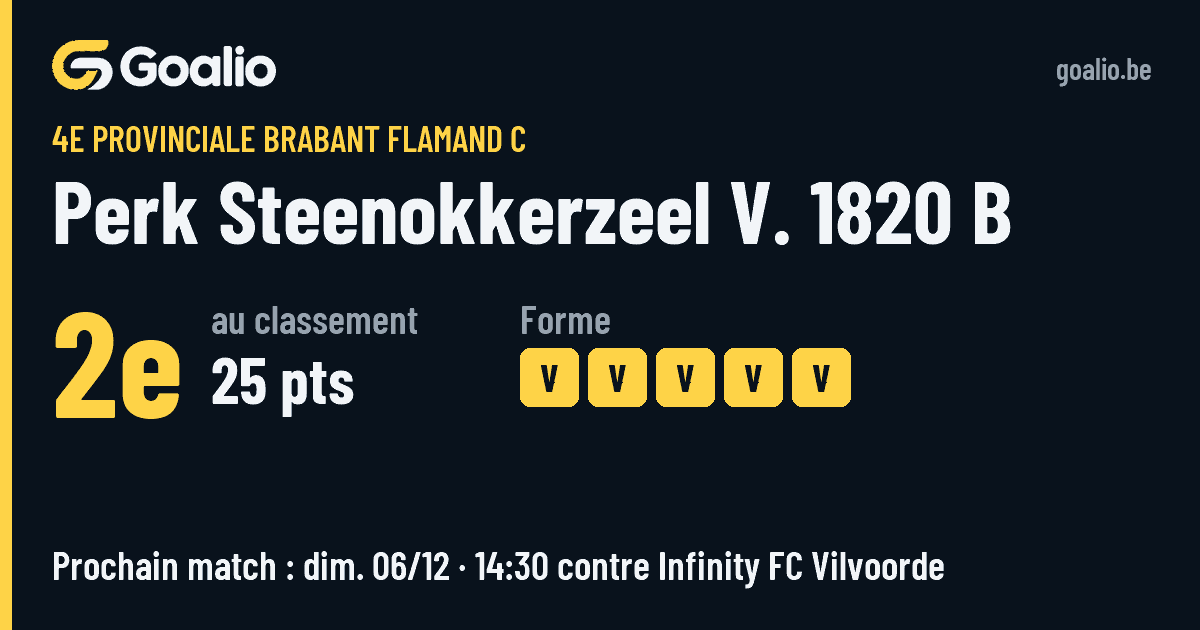 Goalio
goalio.be
4E PROVINCIALE BRABANT FLAMAND C
Perk Steenokkerzeel V. 1820 B
2e
au classement
25 pts
Forme
V V V V V
Prochain match : dim. 06/12 · 14:30 contre Infinity FC Vilvoorde